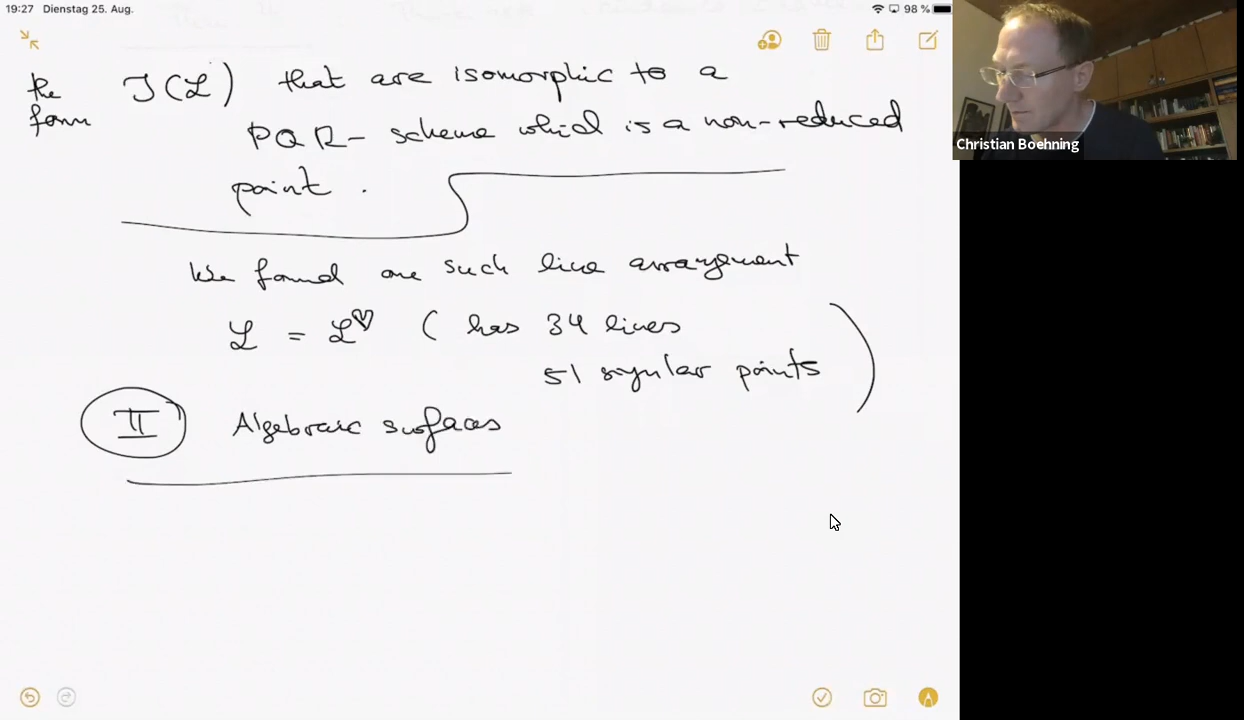 19:27 Dienstag 25. Aug.
98 %
the form J(L) that are isomorphic to a
PQR- scheme which is a non-reduced
point.
We found one such line arrangement
L = L♡ ( has 34 lines
51 singular points )
II Algebraic surfaces
Christian Boehning